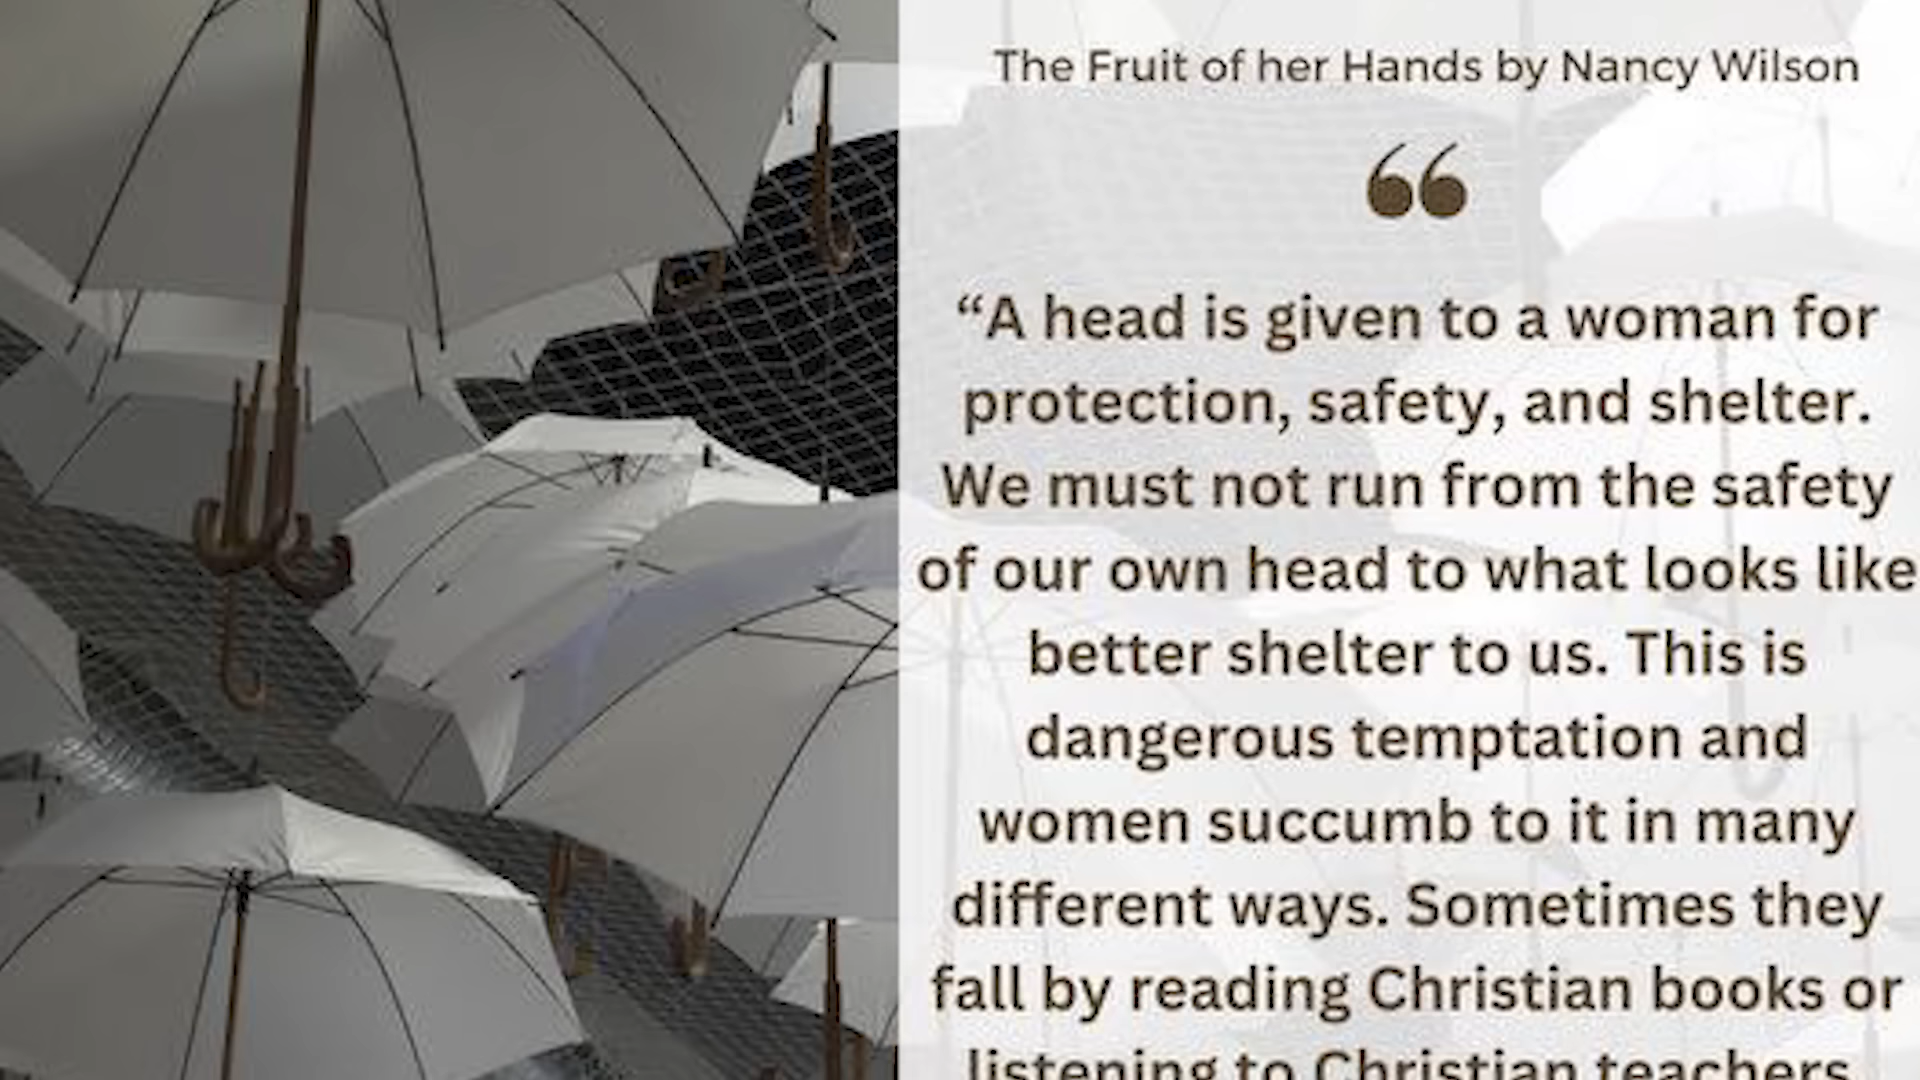 The Fruit of her Hands by Nancy Wilson
“
“A head is given to a woman for
protection, safety, and shelter.
We must not run from the safety
of our own head to what looks like
better shelter to us. This is
dangerous temptation and
women succumb to it in many
different ways. Sometimes they
fall by reading Christian books or
listening to Christian teachers